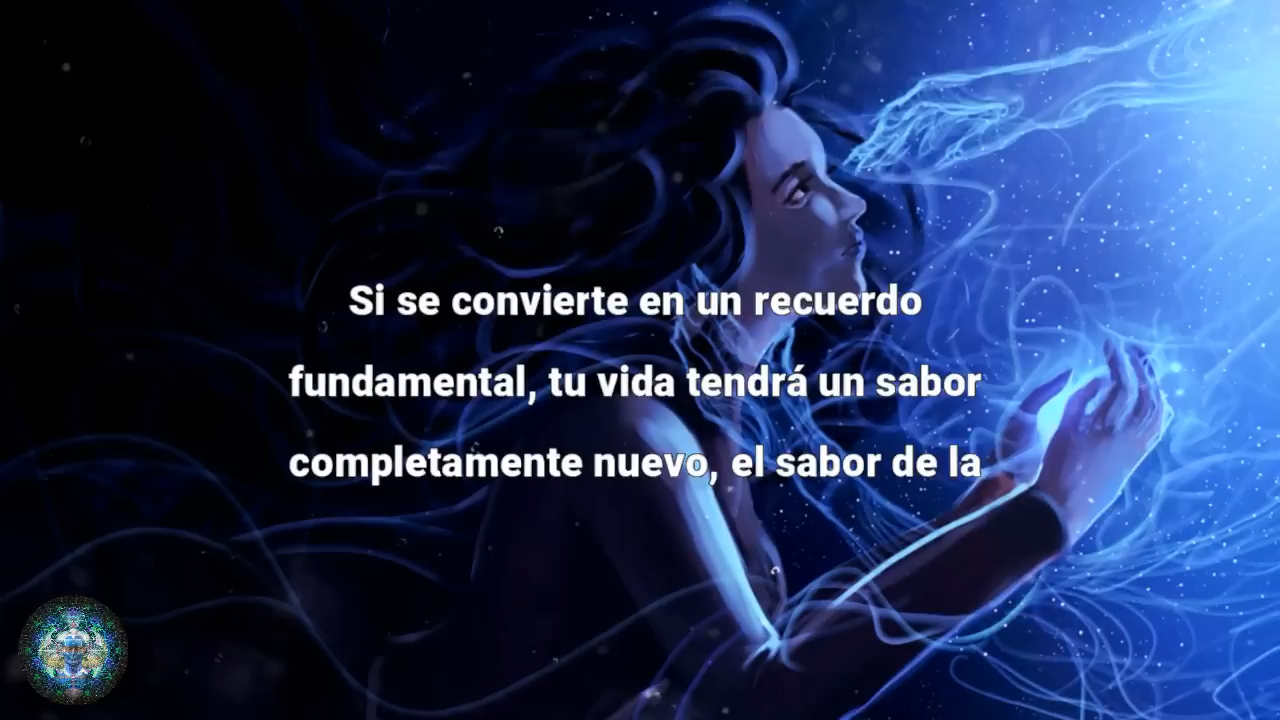 Si se convierte en un recuerdo
fundamental, tu vida tendrá un sabor
completamente nuevo, el sabor de la